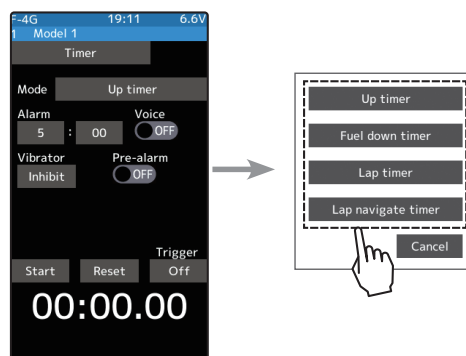 F-4G 19:11 6.6V
1 Model 1
Timer
Mode Up timer
Alarm Voice
5 : 00 OFF
Vibrator Pre-alarm
Inhibit OFF
Trigger
Start Reset Off
00:00.00
Up timer
Fuel down timer
Lap timer
Lap navigate timer
Cancel